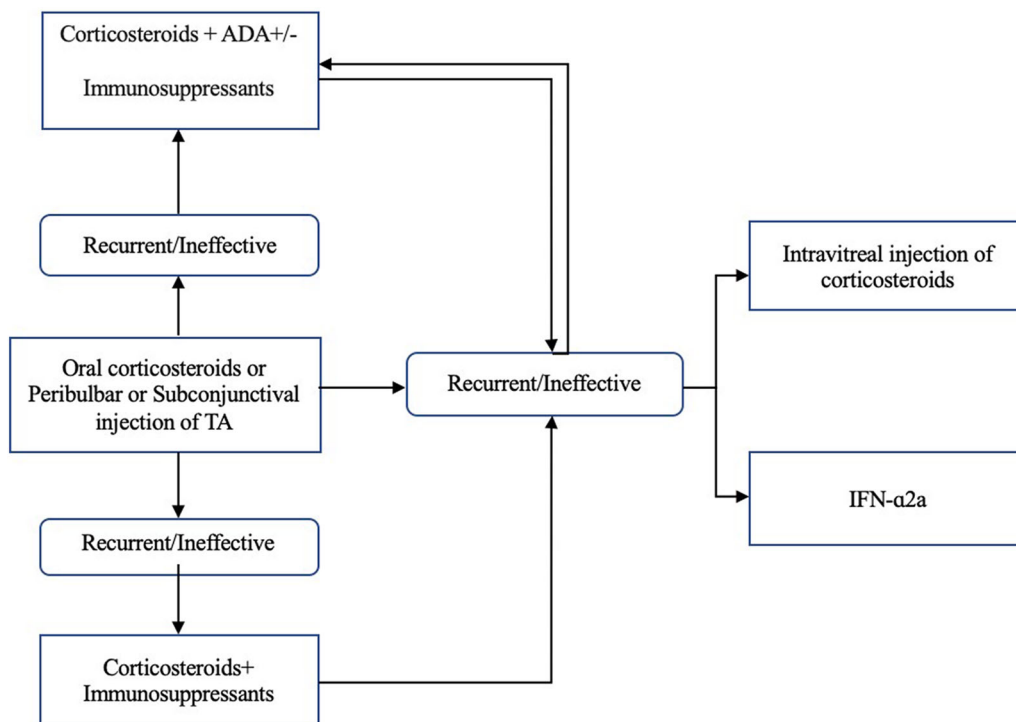 Corticosteroids + ADA+/-
Immunosuppressants
Recurrent/Ineffective
Oral corticosteroids or
Peribulbar or Subconjunctival
injection of TA
Recurrent/Ineffective
Corticosteroids+
Immunosuppressants
Recurrent/Ineffective
Intravitreal injection of
corticosteroids
IFN-α2a